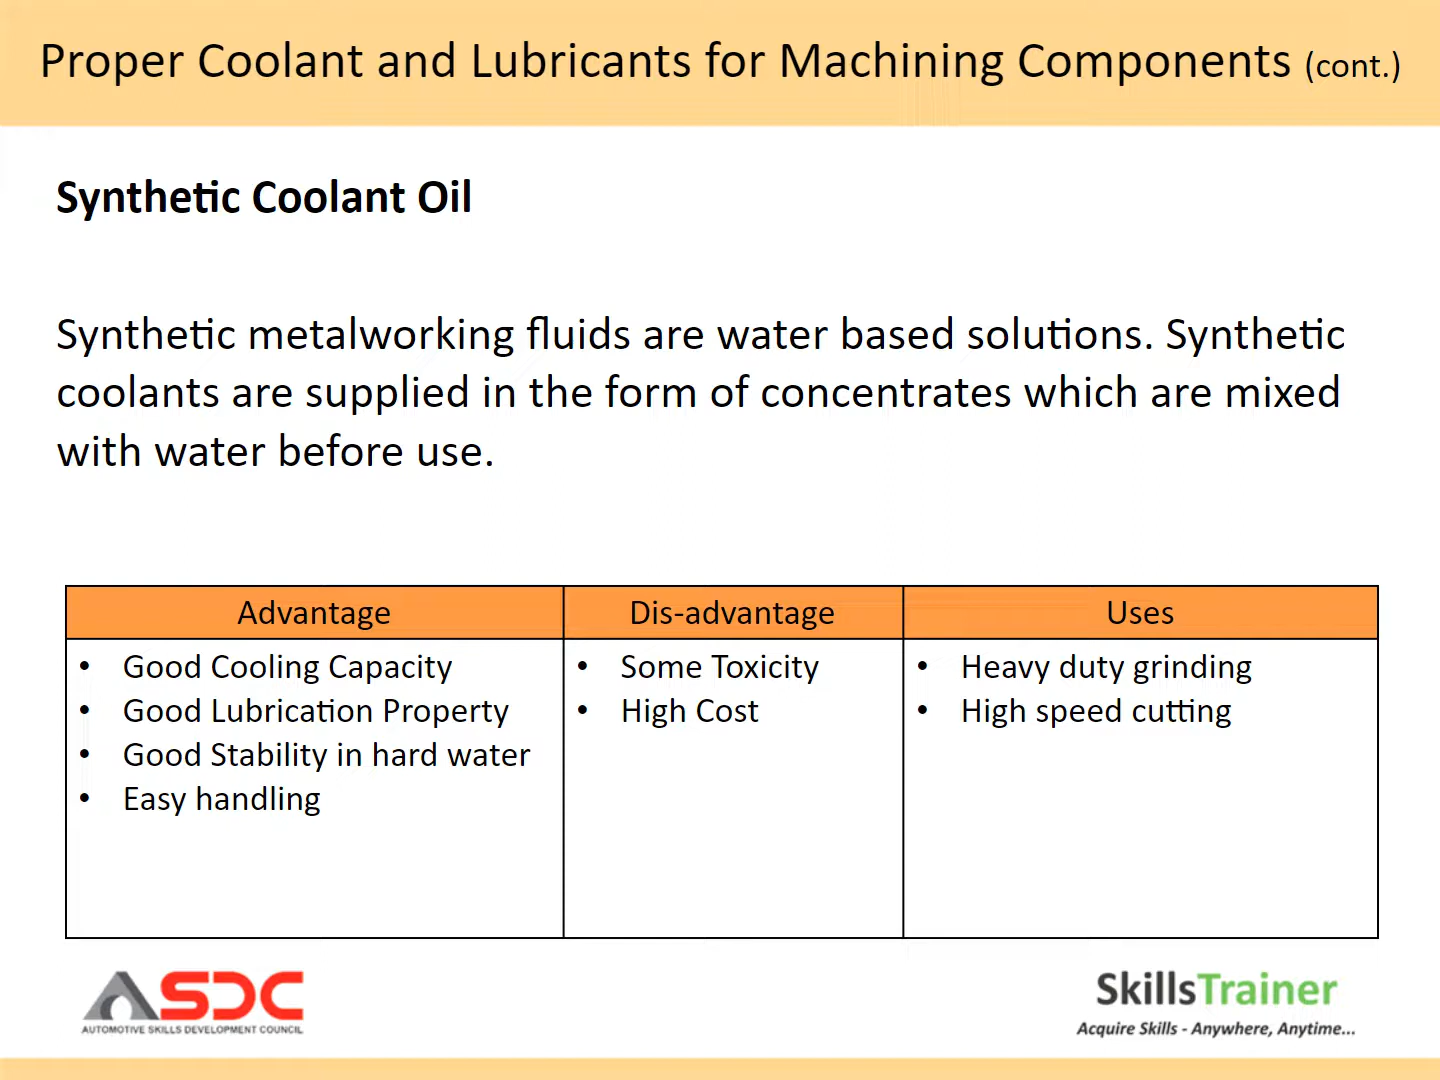 Proper Coolant and Lubricants for Machining Components (cont.)
Synthetic Coolant Oil
Synthetic metalworking fluids are water based solutions. Synthetic
coolants are supplied in the form of concentrates which are mixed
with water before use.
Advantage
Dis-advantage
Uses
• Good Cooling Capacity
• Good Lubrication Property
• Good Stability in hard water
• Easy handling
• Some Toxicity
• High Cost
• Heavy duty grinding
• High speed cutting
ASDC
AUTOMOTIVE SKILLS DEVELOPMENT COUNCIL
SkillsTrainer
Acquire Skills - Anywhere, Anytime...